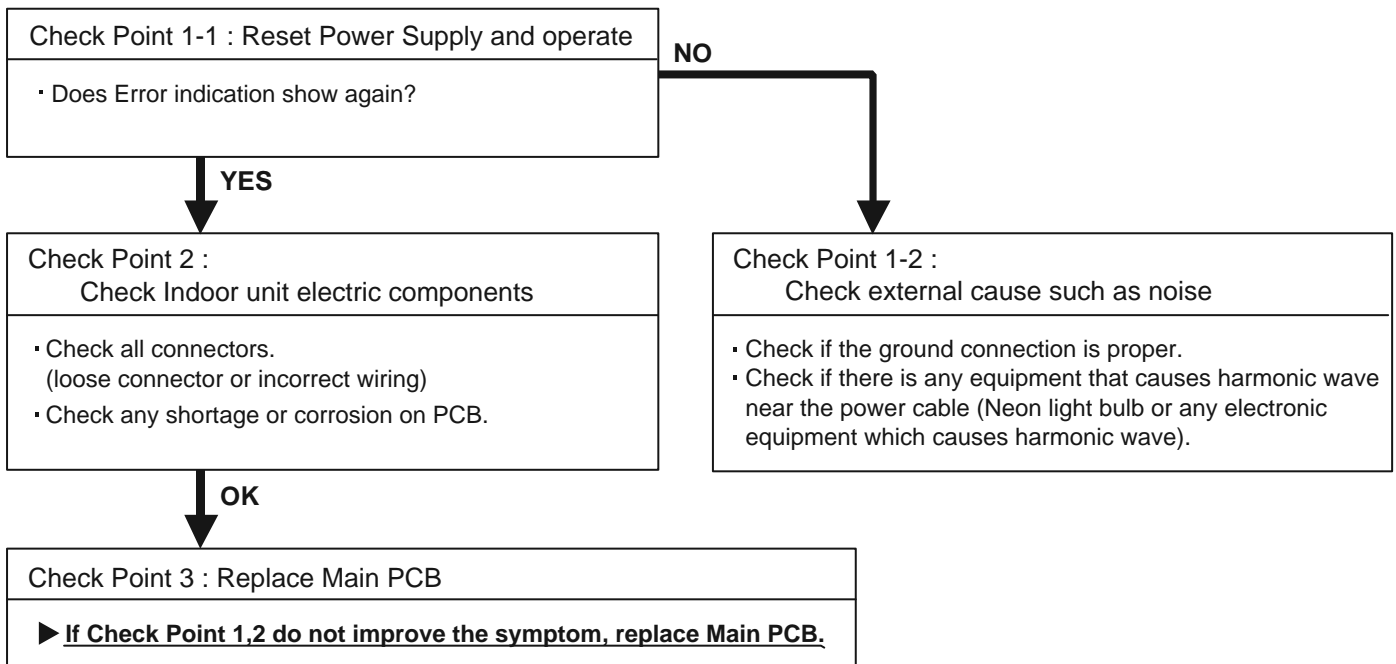 Check Point 1-1 : Reset Power Supply and operate
NO
・Does Error indication show again?
YES
Check Point 2 :
Check Indoor unit electric components
・Check all connectors.
(loose connector or incorrect wiring)
・Check any shortage or corrosion on PCB.
Check Point 1-2 :
Check external cause such as noise
・Check if the ground connection is proper.
・Check if there is any equipment that causes harmonic wave
near the power cable (Neon light bulb or any electronic
equipment which causes harmonic wave).
OK
Check Point 3 : Replace Main PCB
▶ If Check Point 1,2 do not improve the symptom, replace Main PCB.